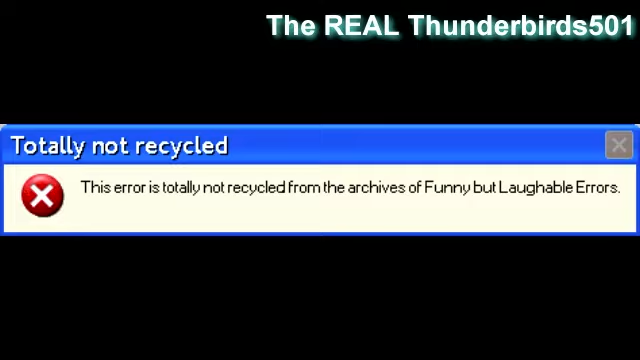 The REAL Thunderbirds501
Totally not recycled
This error is totally not recycled from the archives of Funny but Laughable Errors.